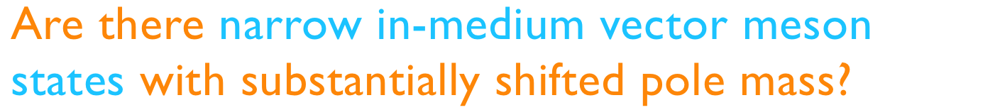 Are there narrow in-medium vector meson
states with substantially shifted pole mass?